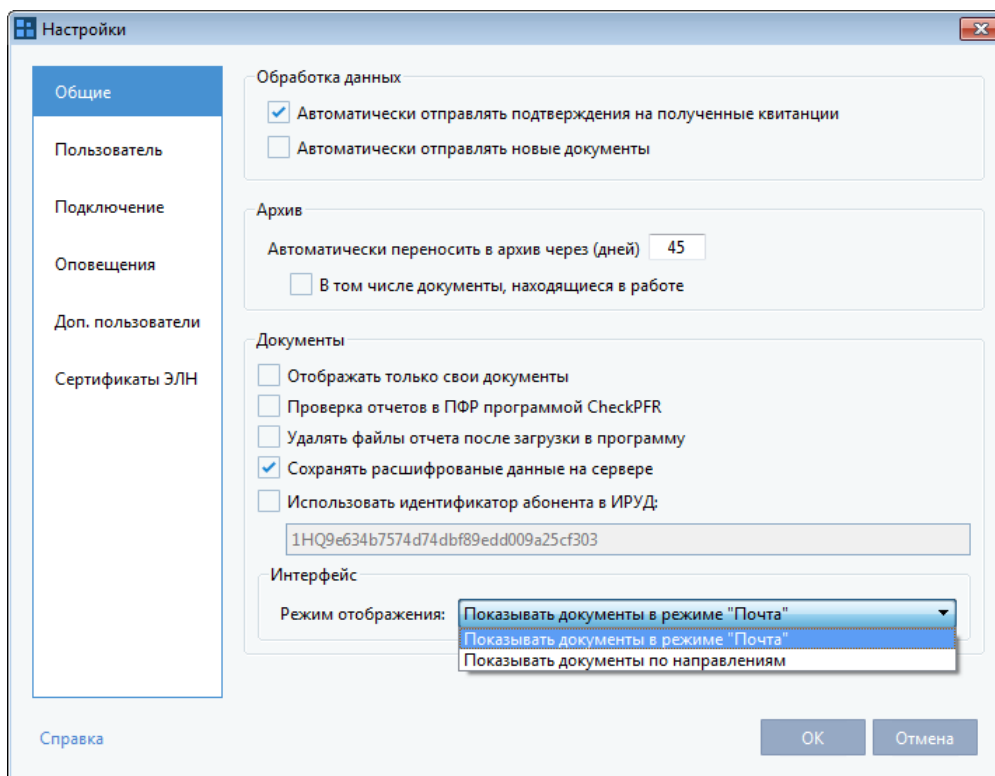 Настройки
Общие
Пользователь
Подключение
Оповещения
Доп. пользователи
Сертификаты ЭЛН
Обработка данных
Автоматически отправлять подтверждения на полученные квитанции
Автоматически отправлять новые документы
Архив
Автоматически переносить в архив через (дней) 45
В том числе документы, находящиеся в работе
Документы
Отображать только свои документы
Проверка отчетов в ПФР программой CheckPFR
Удалять файлы отчета после загрузки в программу
Сохранять расшифрованые данные на сервере
Использовать идентификатор абонента в ИРУД:
1HQ9e634b7574d74dbf89edd009a25cf303
Интерфейс
Режим отображения: Показывать документы в режиме "Почта"
Показывать документы в режиме "Почта"
Показывать документы по направлениям
Справка
ОК
Отмена